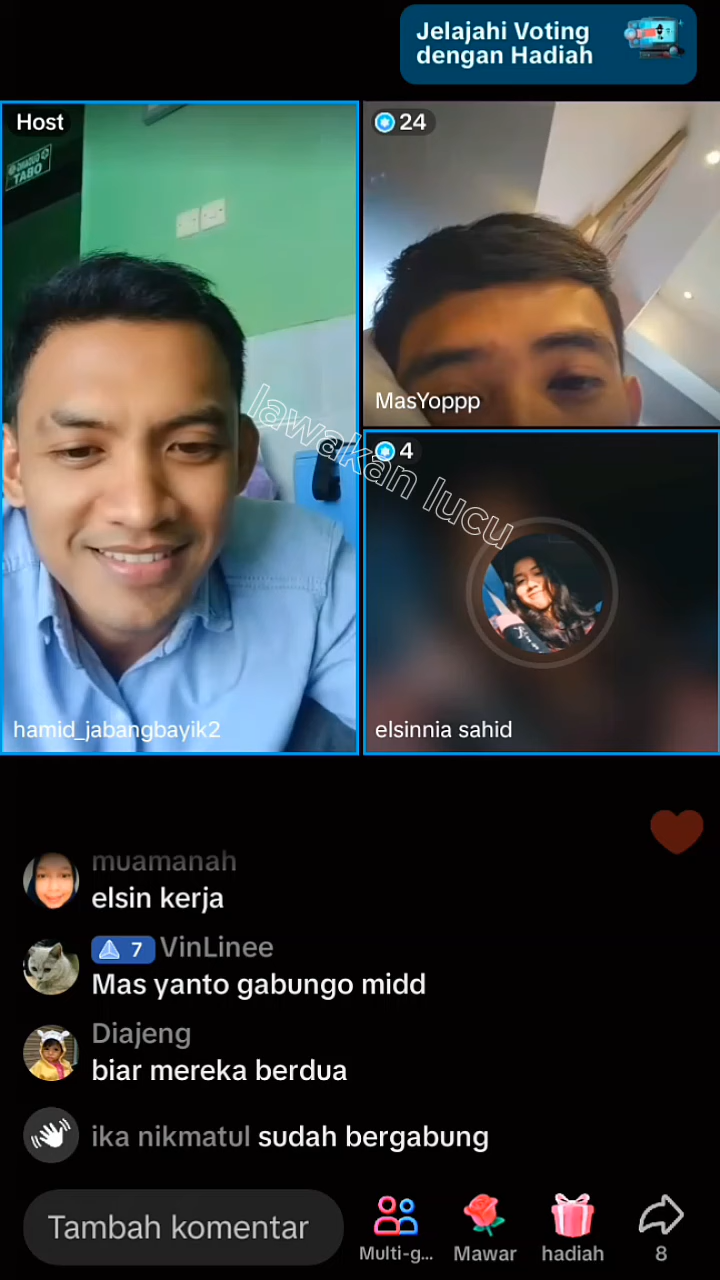 Jelajahi Voting
dengan Hadiah
Host
24
TABO
MasYoppp
4
lawakan lucu
hamid_jabangbayik2
elsinnia sahid
muamanah
elsin kerja
7 VinLinee
Mas yanto gabungo midd
Diajeng
biar mereka berdua
ika nikmatul sudah bergabung
Tambah komentar
Multi-g...
Mawar
hadiah
8